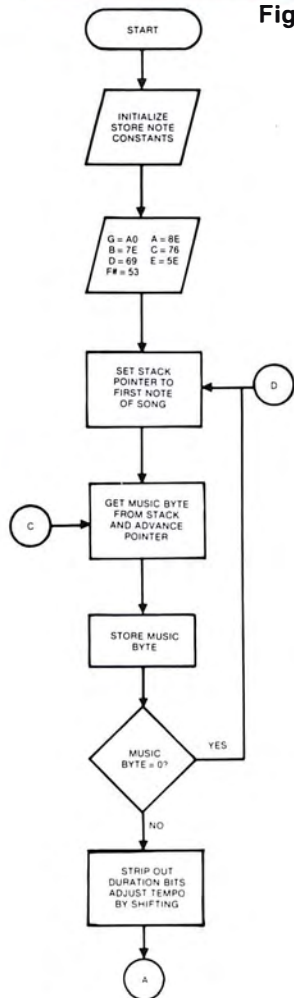 Fig
START
INITIALIZE
STORE NOTE
CONSTANTS
G = A0 A = 8E
B = 7E C = 76
D = 69 E = 5E
F# = 53
SET STACK
POINTER TO
FIRST NOTE
OF SONG
D
GET MUSIC BYTE
FROM STACK
AND ADVANCE
POINTER
C
STORE MUSIC
BYTE
MUSIC
BYTE = 0?
YES
NO
STRIP OUT
DURATION BITS
ADJUST TEMPO
BY SHIFTING
A